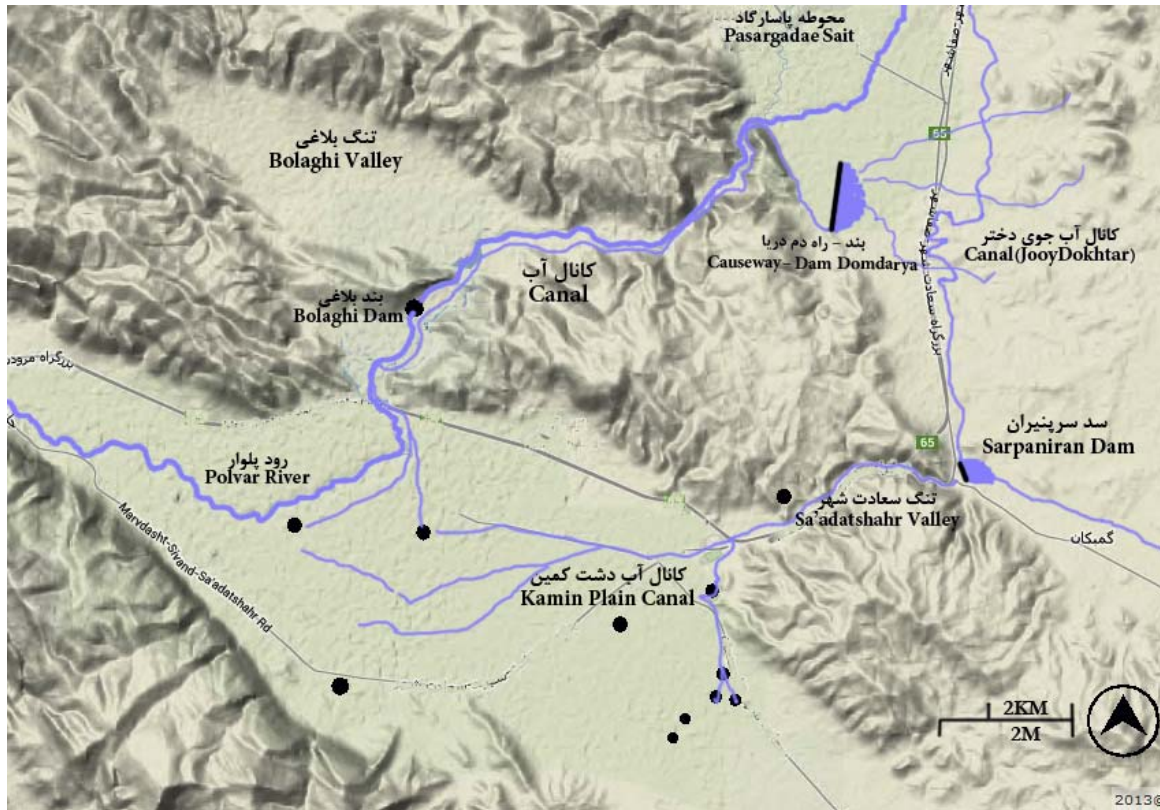 محوطه پاسارگاد
Pasargadae Sait
65
تنگ بلاغی
Bolaghi Valley
بند - راه دم دریا
Causeway-Dam Domdarya
کانال آب جوی دختر
Canal(JooyDokhtar)
بزرگراه سعادت شهر
کانال آب
Canal
بند بلاغی
Bolaghi Dam
سد سرپنیران
Sarpaniran Dam
65
رود پلوار
Polvar River
تنگ سعادت شهر
Sa'adatshahr Valley
گمبکان
Marvdasht-Sivand-Sa'adatshahr Rd
کانال آب دشت کمین
Kamin Plain Canal
2KM
2M
2013@